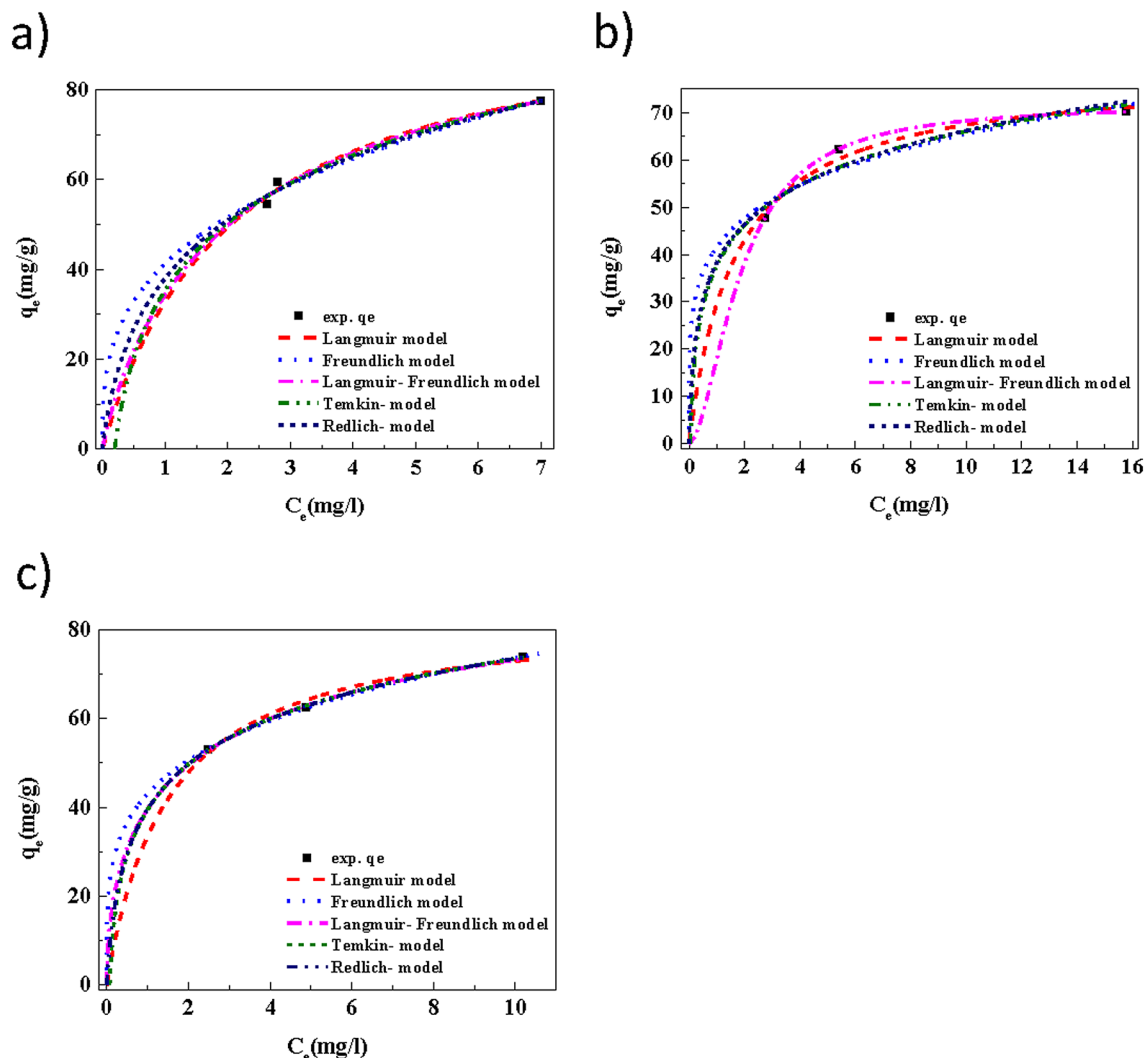 a)
80
60
40
20
0
qe(mg/g)
exp. qe
Langmuir model
Freundlich model
Langmuir- Freundlich model
Temkin- model
Redlich- model
0 1 2 3 4 5 6 7
Ce(mg/l)
b)
70
60
50
40
30
20
10
0
qe(mg/g)
exp. qe
Langmuir model
Freundlich model
Langmuir- Freundlich model
Temkin- model
Redlich- model
0 2 4 6 8 10 12 14 16
Ce(mg/l)
c)
80
60
40
20
0
qe(mg/g)
exp. qe
Langmuir model
Freundlich model
Langmuir- Freundlich model
Temkin- model
Redlich- model
0 2 4 6 8 10
Ce(mg/l)